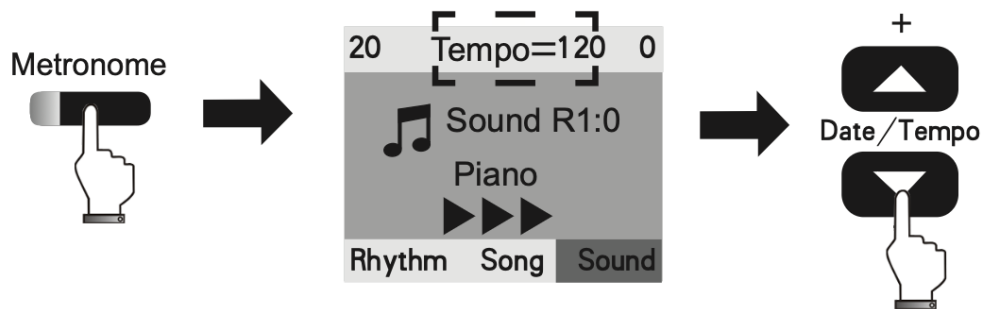 Metronome
20 Tempo=120 0
Sound R1:0
Piano
Rhythm Song Sound
+
Date/Tempo